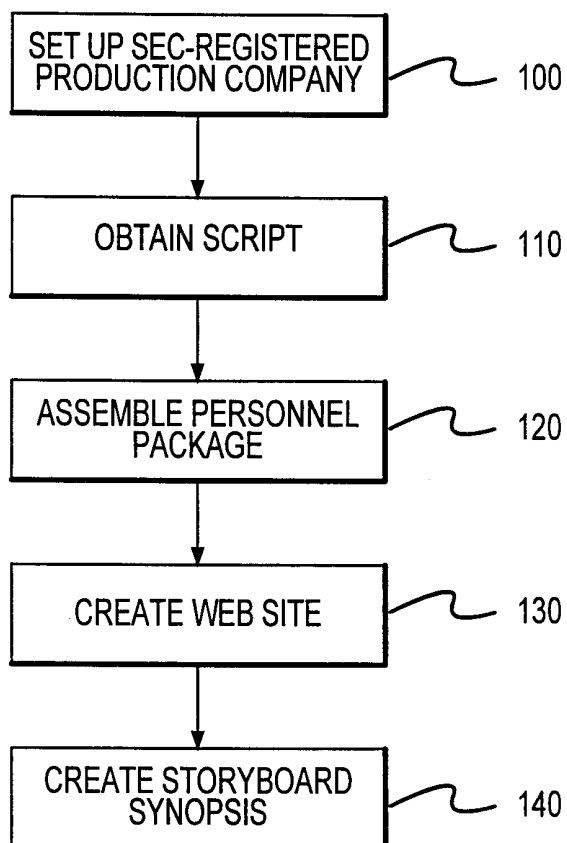 SET UP SEC-REGISTERED
PRODUCTION COMPANY
100
OBTAIN SCRIPT
110
ASSEMBLE PERSONNEL
PACKAGE
120
CREATE WEB SITE
130
CREATE STORYBOARD
SYNOPSIS
140